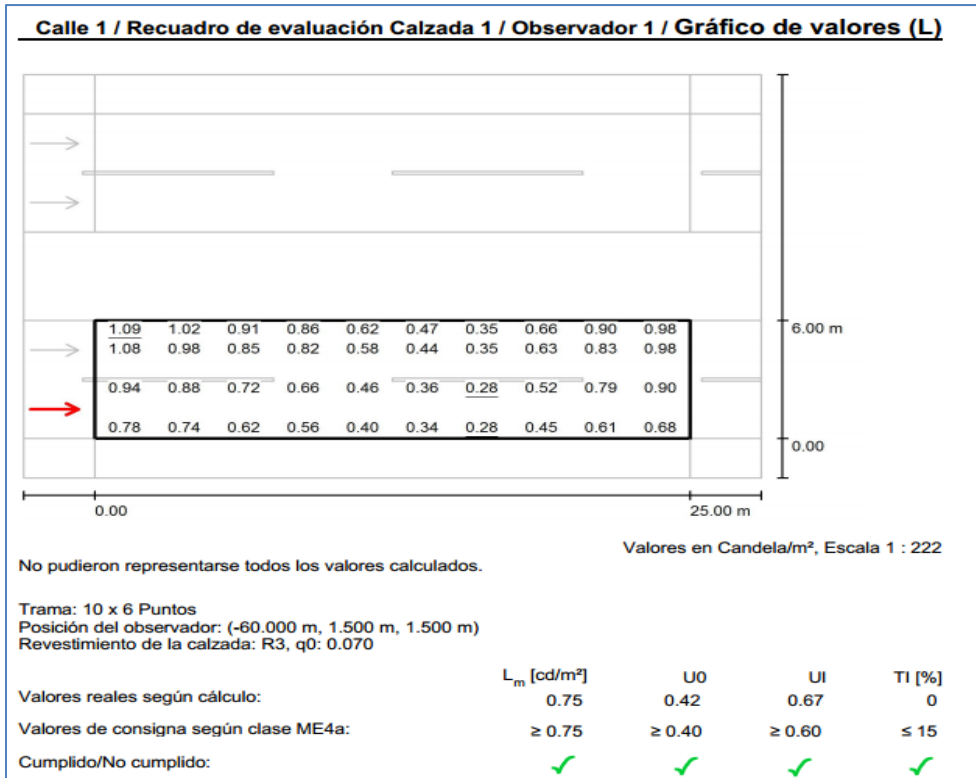 Calle 1 / Recuadro de evaluación Calzada 1 / Observador 1 / Gráfico de valores (L)
1.09 1.02 0.91 0.86 0.62 0.47 0.35 0.66 0.90 0.98
6.00 m
1.08 0.98 0.85 0.82 0.58 0.44 0.35 0.63 0.83 0.98
0.94 0.88 0.72 0.66 0.46 0.36 0.28 0.52 0.79 0.90
0.78 0.74 0.62 0.56 0.40 0.34 0.28 0.45 0.61 0.68
0.00
0.00 25.00 m
Valores en Candela/m², Escala 1 : 222
No pudieron representarse todos los valores calculados.
Trama: 10 x 6 Puntos
Posición del observador: (-60.000 m, 1.500 m, 1.500 m)
Revestimiento de la calzada: R3, q0: 0.070
Lm [cd/m²] U0 UI TI [%]
Valores reales según cálculo: 0.75 0.42 0.67 0
Valores de consigna según clase ME4a: ≥ 0.75 ≥ 0.40 ≥ 0.60 ≤ 15
Cumplido/No cumplido: ✓ ✓ ✓ ✓